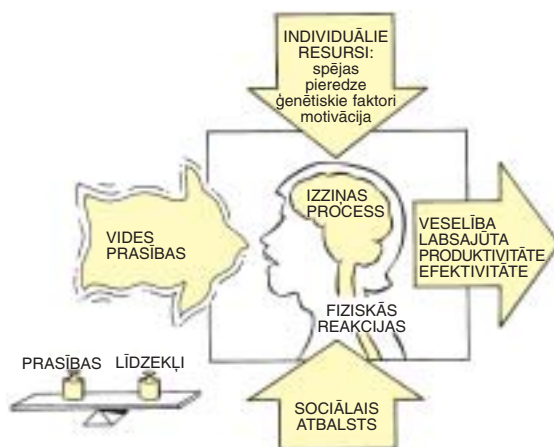 INDIVIDUĀLIE
RESURSI:
spējas
pieredze
ģenētiskie faktori
motivācija
VIDES
PRASĪBAS
IZZIŅAS
PROCESS
FIZISKĀS
REAKCIJAS
VESELĪBA
LABSAJŪTA
PRODUKTIVITĀTE
EFEKTIVITĀTE
PRASĪBAS
LĪDZEKĻI
SOCIĀLAIS
ATBALSTS